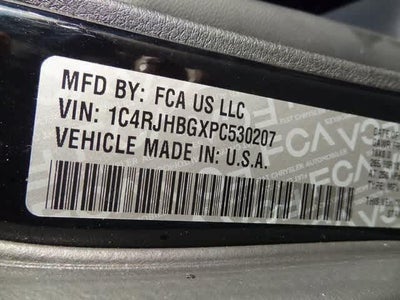 MFD BY: FCA US LLC
VIN: 1C4RJHBGXPC530207
VEHICLE MADE IN: U.S.A.